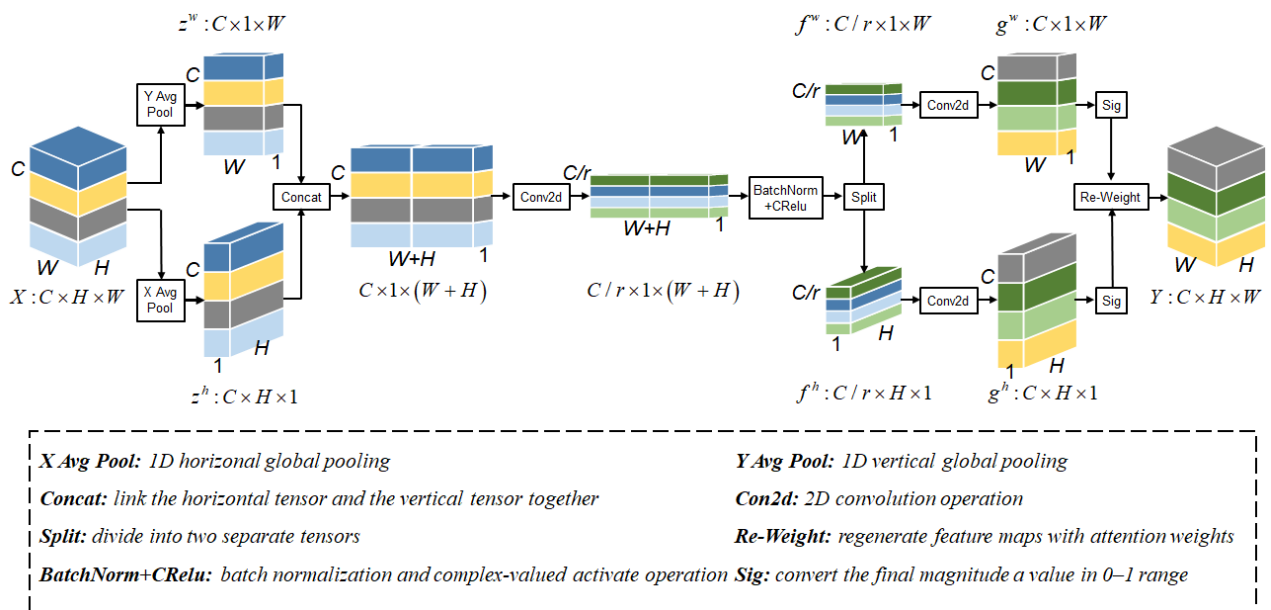 z^w : C×1×W
f^w : C / r×1×W
g^w : C×1×W
C
Y Avg Pool
W
1
C
W
H
X : C×H×W
C
X Avg Pool
1
H
z^h : C×H×1
Concat
C
W+H
1
C×1×(W+H)
Conv2d
C/r
W+H
1
C / r×1×(W+H)
BatchNorm +CRelu
Split
C/r
W
1
Conv2d
C
W
1
Sig
C/r
1
H
f^h : C / r×H×1
Conv2d
C
1
H
g^h : C×H×1
Sig
Re-Weight
W
H
Y : C×H×W
X Avg Pool: 1D horizonal global pooling
Y Avg Pool: 1D vertical global pooling
Concat: link the horizontal tensor and the vertical tensor together
Con2d: 2D convolution operation
Split: divide into two separate tensors
Re-Weight: regenerate feature maps with attention weights
BatchNorm+CRelu: batch normalization and complex-valued activate operation
Sig: convert the final magnitude a value in 0–1 range